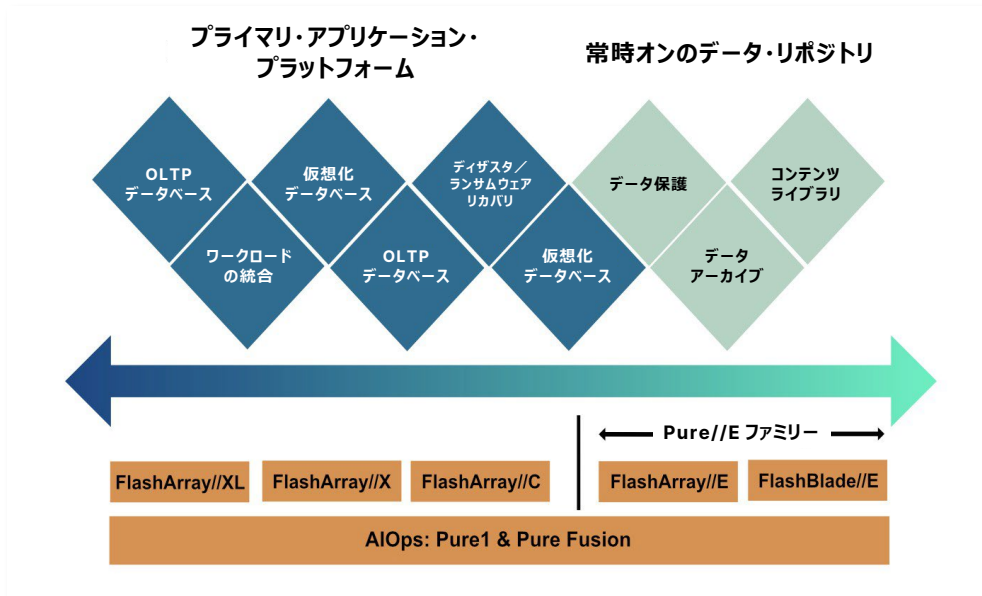 プライマリ・アプリケーション・
プラットフォーム
常時オンのデータ・リポジトリ
OLTP
データベース
仮想化
データベース
ディザスタ／
ランサムウェア
リカバリ
データ保護
コンテンツ
ライブラリ
ワークロード
の統合
OLTP
データベース
仮想化
データベース
データ
アーカイブ
Pure//E ファミリー
FlashArray//XL
FlashArray//X
FlashArray//C
FlashArray//E
FlashBlade//E
AIOps: Pure1 & Pure Fusion